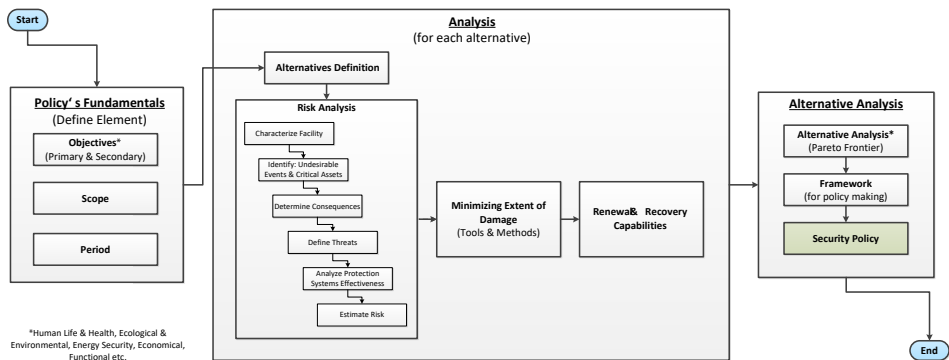 Start
Policy‘ s Fundamentals
(Define Element)
Objectives*
(Primary & Secondary)
Scope
Period
*Human Life & Health, Ecological &
Environmental, Energy Security, Economical,
Functional etc.
Analysis
(for each alternative)
Alternatives Definition
Risk Analysis
Characterize Facility
Identify: Undesirable
Events & Critical Assets
Determine Consequences
Define Threats
Analyze Protection
Systems Effectiveness
Estimate Risk
Minimizing Extent of
Damage
(Tools & Methods)
Renewal& Recovery
Capabilities
Alternative Analysis
Alternative Analysis*
(Pareto Frontier)
Framework
(for policy making)
Security Policy
End